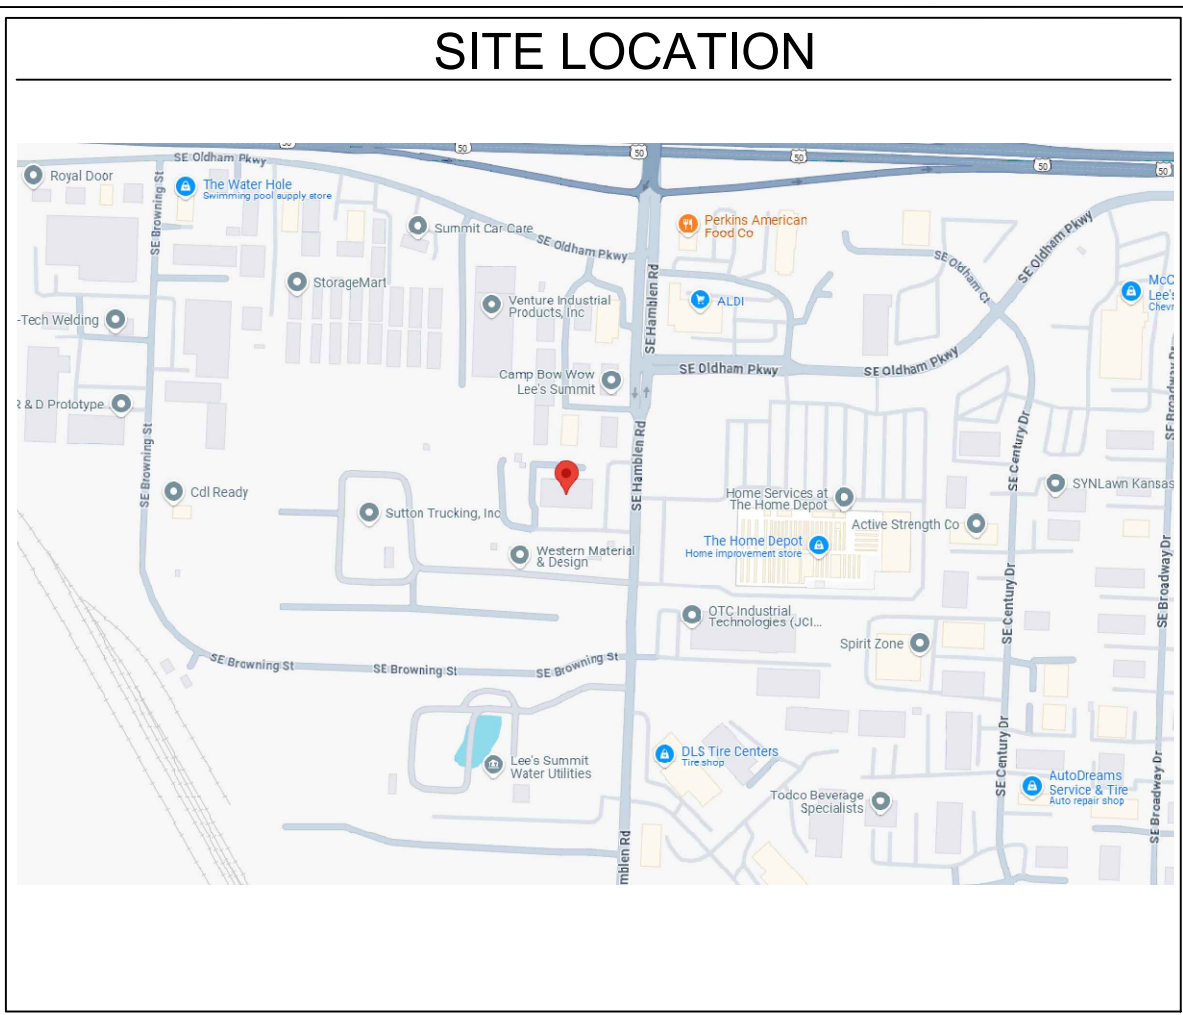 SITE LOCATION
50
50
50
50
50
50
SE Oldham Pkwy
Royal Door
The Water Hole
Swimming pool supply store
SE Browning St
Summit Car Care
SE Oldham Pkwy
Perkins American
Food Co
SE Oldham Pkwy
SE Oldham Ct
StorageMart
SE Hamblen Rd
ALDI
McC
Lee's
Chevr
Venture Industrial
Products, Inc
-Tech Welding
SE Oldham Pkwy
SE Oldham Pkwy
Camp Bow Wow
Lee's Summit
SE Broadway Dr
R & D Prototype
SE Browning St
SE Hamblen Rd
SE Century Dr
Cdl Ready
Home Services at
The Home Depot
SYNLawn Kansas
Sutton Trucking, Inc
Active Strength Co
The Home Depot
Home improvement store
Western Material
& Design
SE Century Dr
SE Broadway Dr
OTC Industrial
Technologies (JCI...
Spirit Zone
SE Browning St
SE Browning St
SE Browning St
Lee's Summit
Water Utilities
DLS Tire Centers
Tire shop
SE Century Dr
AutoDreams
Service & Tire
Auto repair shop
Todco Beverage
Specialists
SE Broadway Dr
mblen Rd